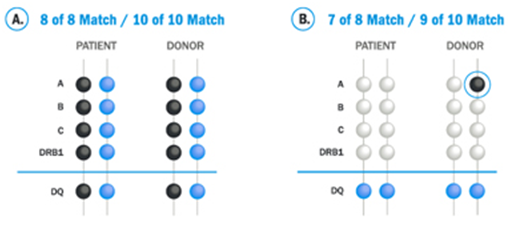 A. 8 of 8 Match / 10 of 10 Match
PATIENT DONOR
A
B
C
DRB1
DQ
B. 7 of 8 Match / 9 of 10 Match
PATIENT DONOR
A
B
C
DRB1
DQ